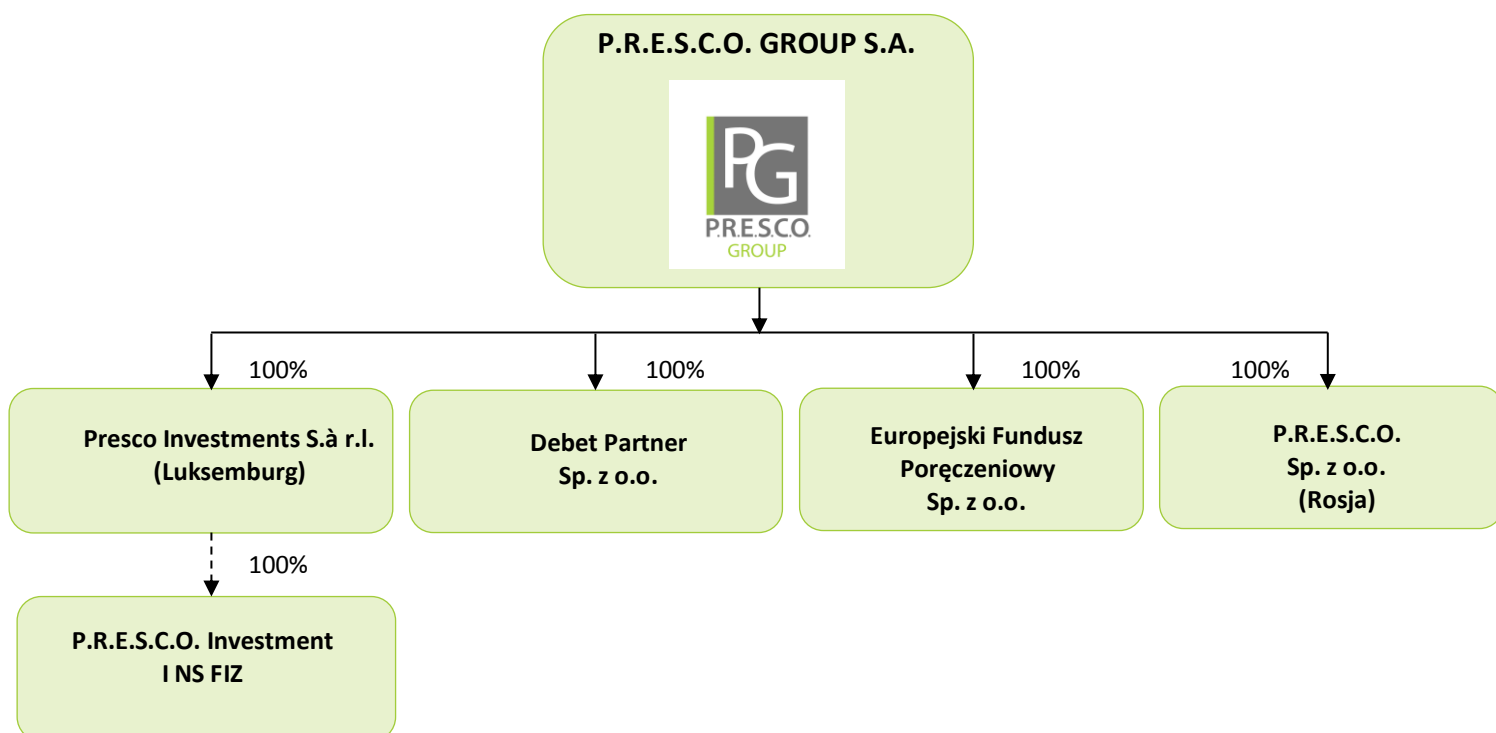 P.R.E.S.C.O. GROUP S.A.
PG
P.R.E.S.C.O.
GROUP
100%
100%
100%
100%
Presco Investments S.à r.l.
(Luksemburg)
Debet Partner
Sp. z o.o.
Europejski Fundusz
Poręczeniowy
Sp. z o.o.
P.R.E.S.C.O.
Sp. z o.o.
(Rosja)
100%
P.R.E.S.C.O. Investment
I NS FIZ